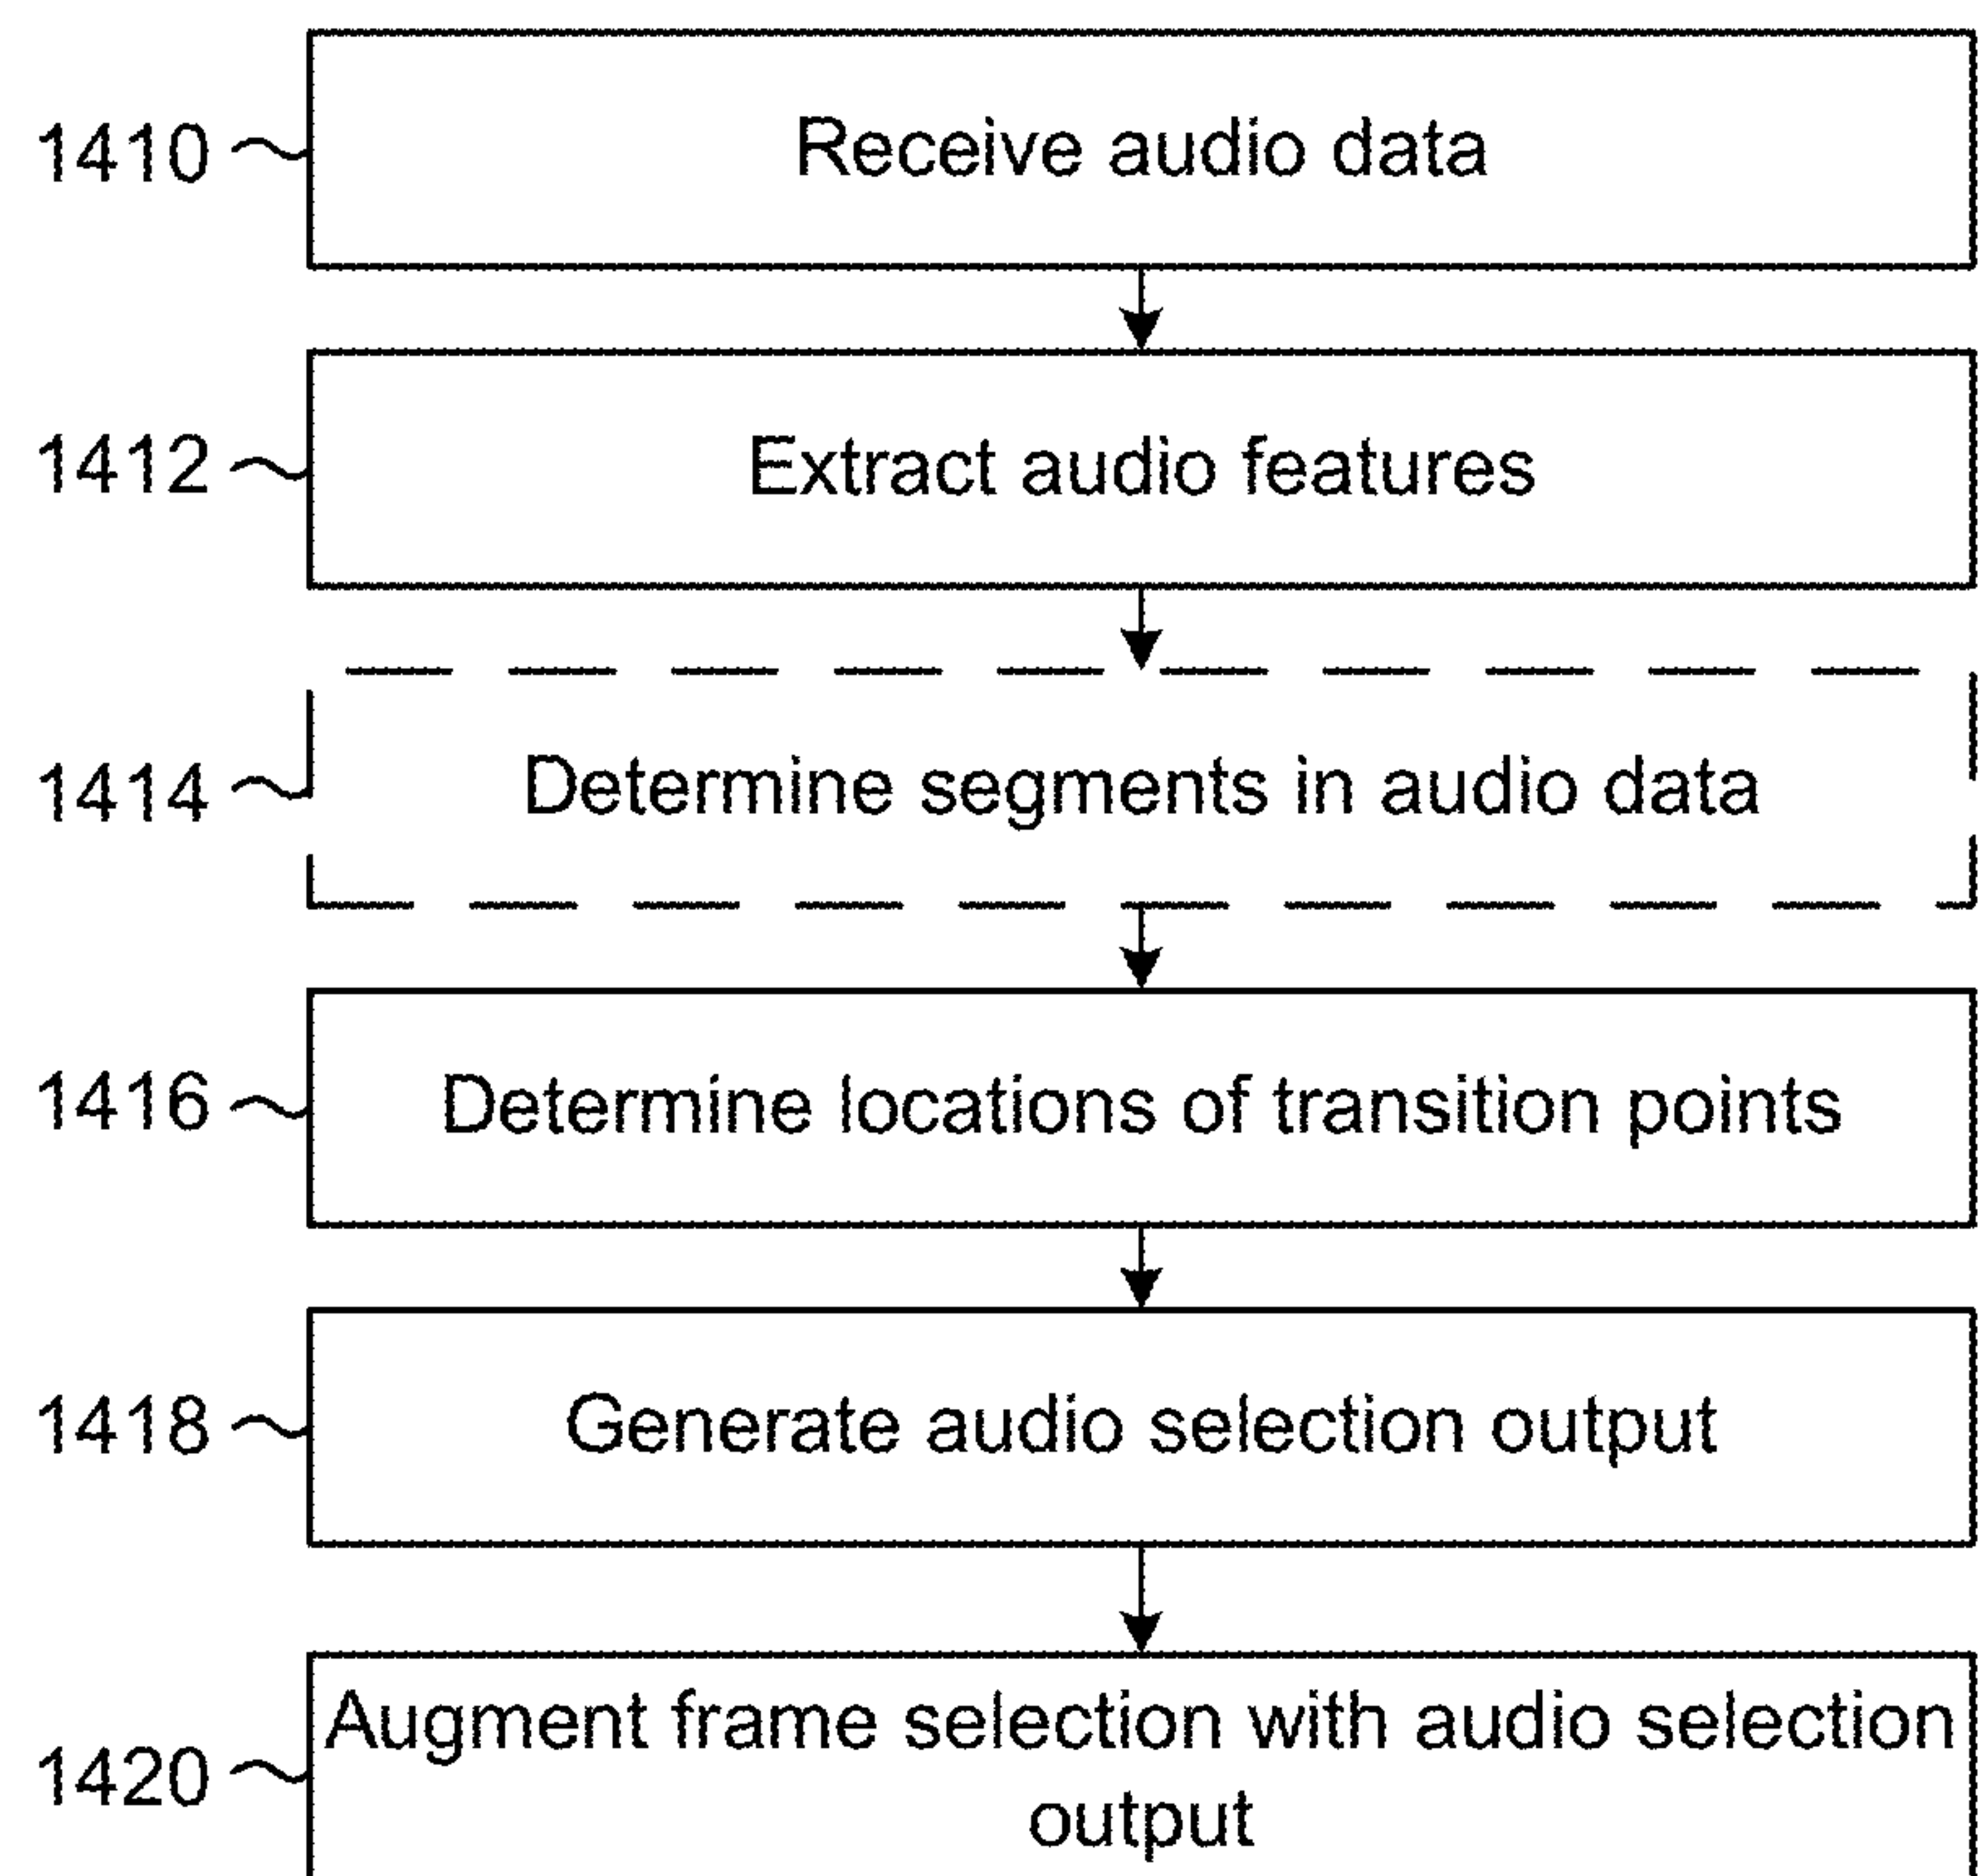 1410
Receive audio data
1412
Extract audio features
1414
Determine segments in audio data
1416
Determine locations of transition points
1418
Generate audio selection output
1420
Augment frame selection with audio selection
output